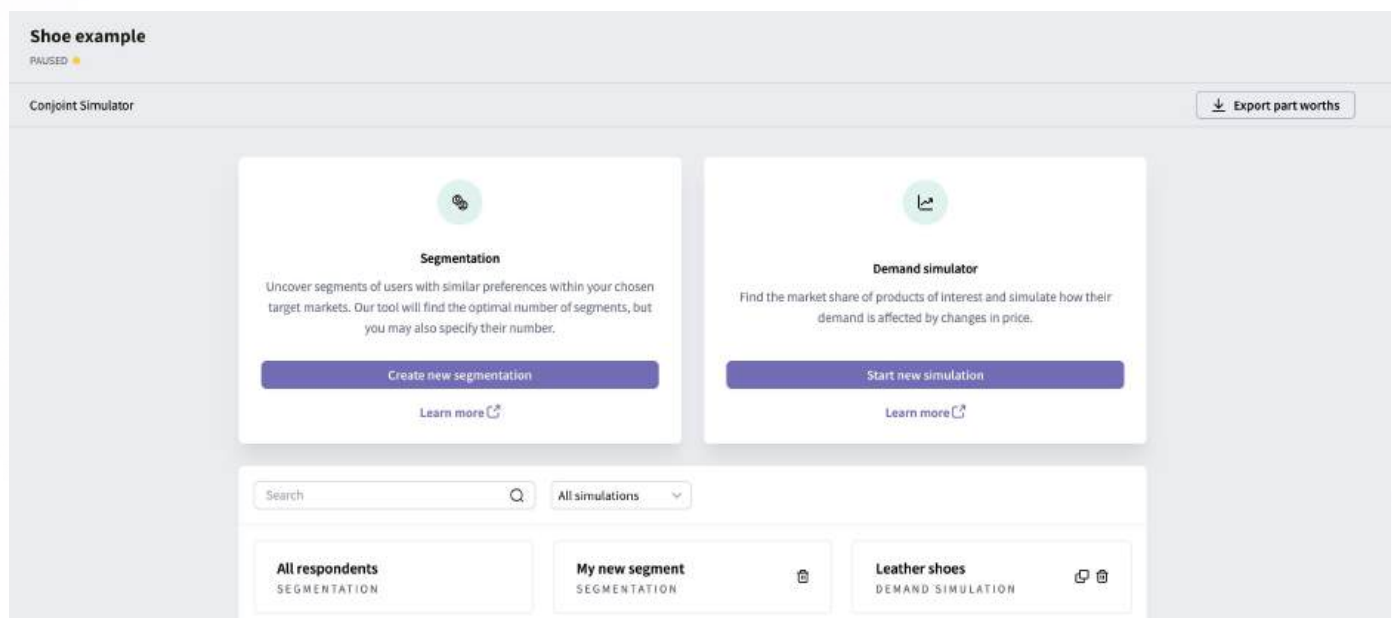 Shoe example
PAUSED
Conjoint Simulator
Export part worths
Segmentation
Uncover segments of users with similar preferences within your chosen
target markets. Our tool will find the optimal number of segments, but
you may also specify their number.
Create new segmentation
Learn more
Demand simulator
Find the market share of products of interest and simulate how their
demand is affected by changes in price.
Start new simulation
Learn more
Search
All simulations
All respondents
SEGMENTATION
My new segment
SEGMENTATION
Leather shoes
DEMAND SIMULATION